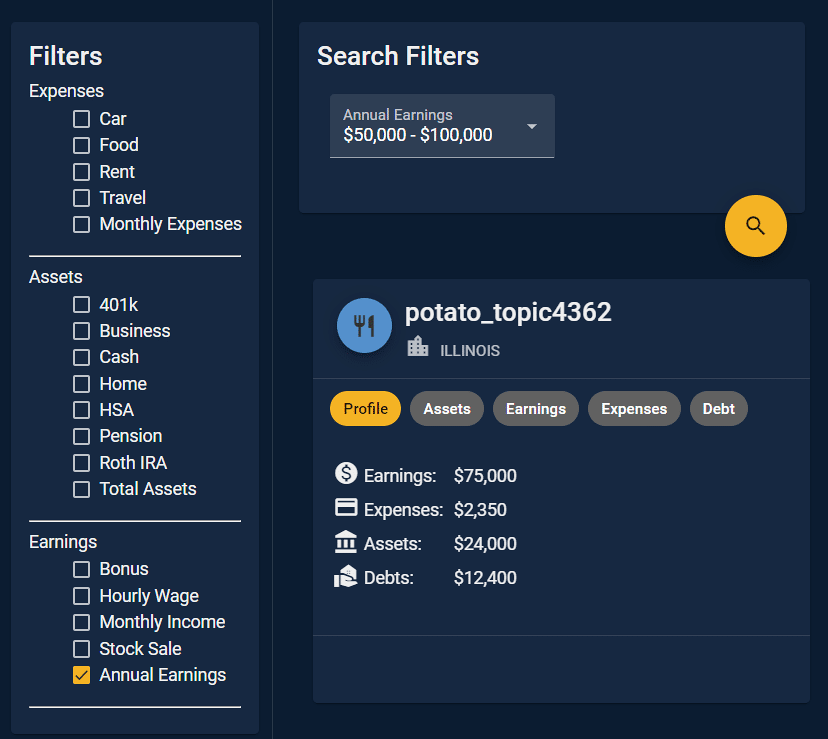 Filters
Expenses
Car
Food
Rent
Travel
Monthly Expenses
Assets
401k
Business
Cash
Home
HSA
Pension
Roth IRA
Total Assets
Earnings
Bonus
Hourly Wage
Monthly Income
Stock Sale
Annual Earnings
Search Filters
Annual Earnings
$50,000 - $100,000
potato_topic4362
ILLINOIS
Profile Assets Earnings Expenses Debt
Earnings: $75,000
Expenses: $2,350
Assets: $24,000
Debts: $12,400